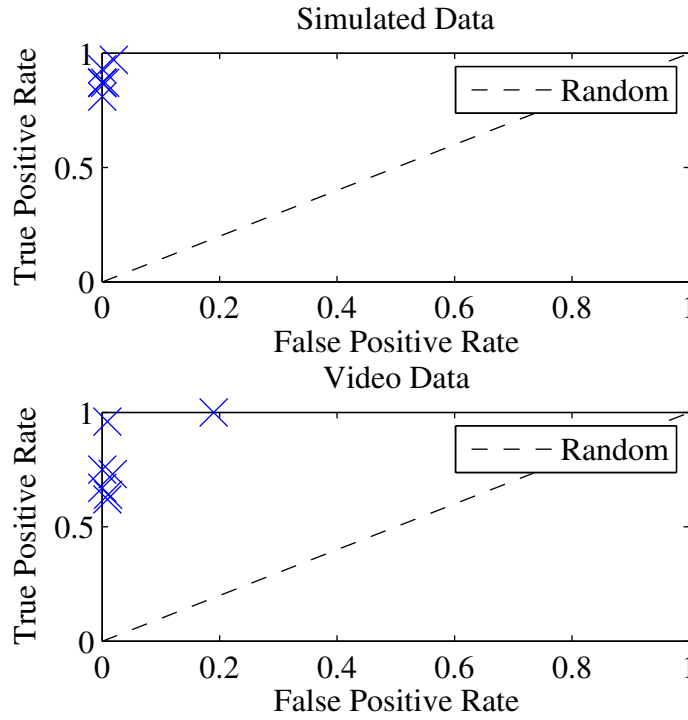 Simulated Data
1
0.5
0
True Positive Rate
Random
0 0.2 0.4 0.6 0.8 1
False Positive Rate
Video Data
1
0.5
0
True Positive Rate
Random
0 0.2 0.4 0.6 0.8 1
False Positive Rate